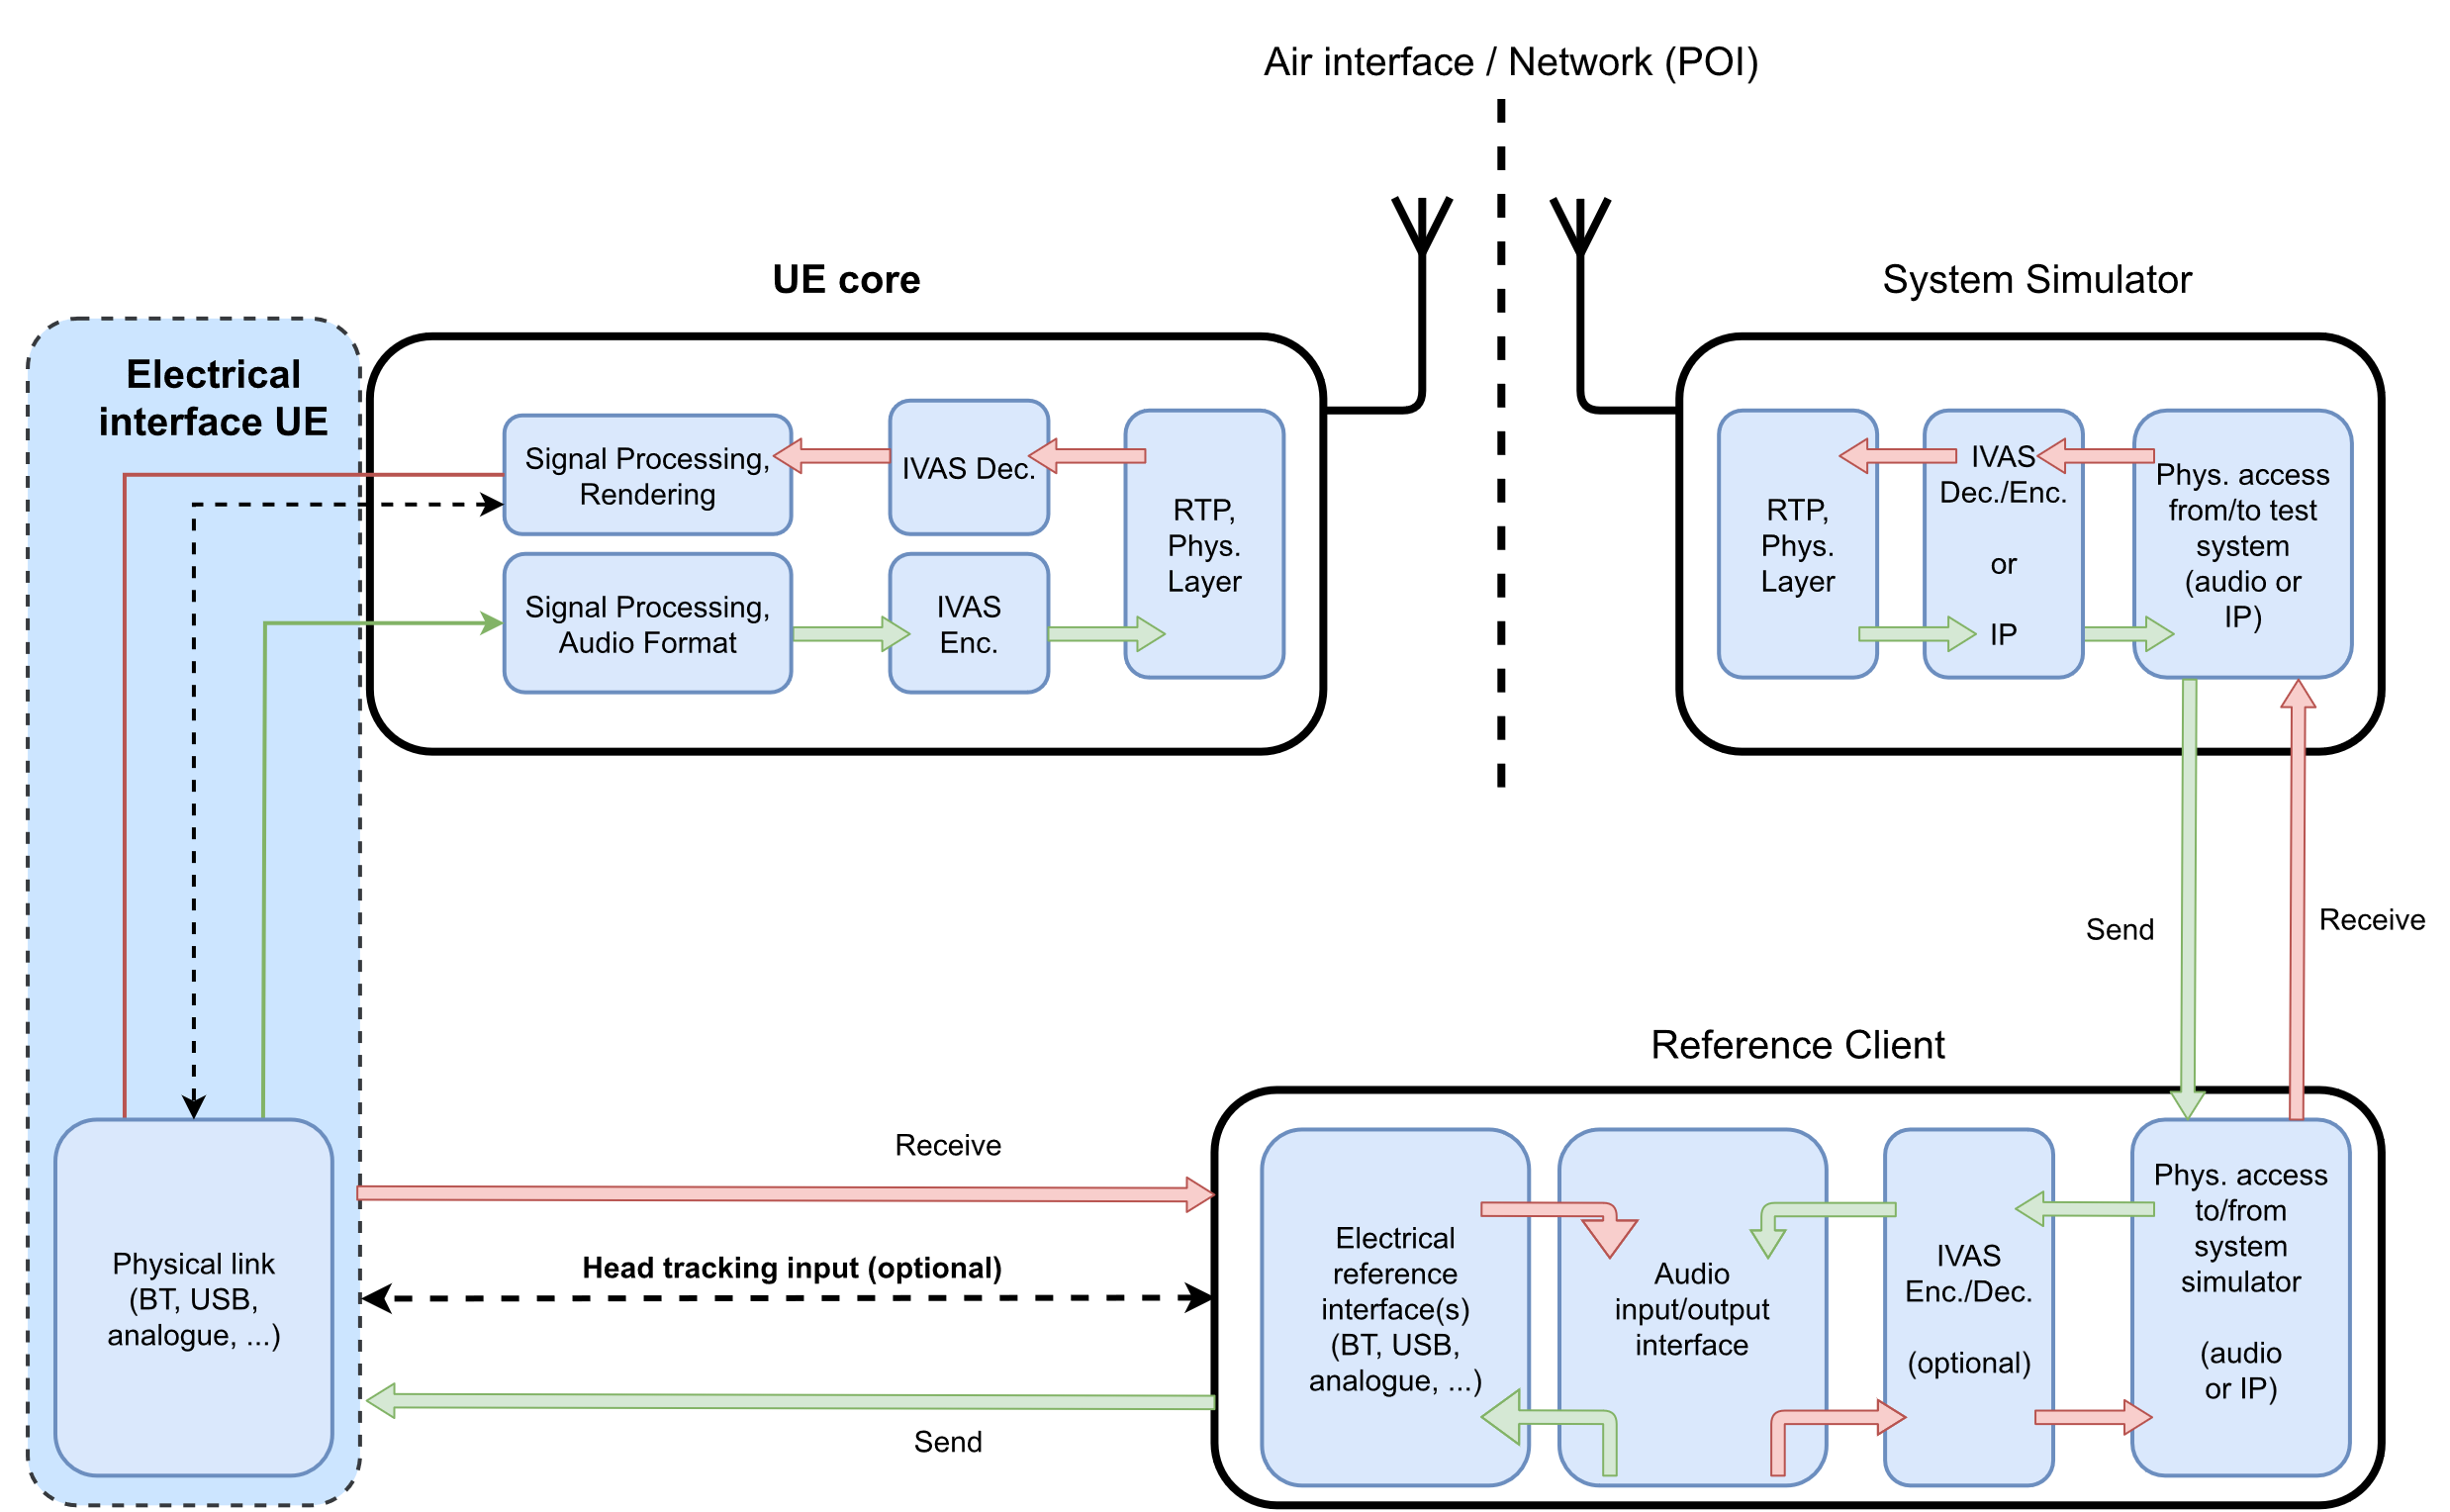 Air interface / Network (POI)
UE core
System Simulator
Electrical
interface UE
Signal Processing,
Rendering
IVAS Dec.
RTP,
Phys.
Layer
Signal Processing,
Audio Format
IVAS
Enc.
RTP,
Phys.
Layer
IVAS
Dec./Enc.
or
IP
Phys. access
from/to test
system
(audio or
IP)
Send
Receive
Reference Client
Receive
Head tracking input (optional)
Send
Physical link
(BT, USB,
analogue, ...)
Electrical
reference
interface(s)
(BT, USB,
analogue, ...)
Audio
input/output
interface
IVAS
Enc./Dec.
(optional)
Phys. access
to/from
system
simulator
(audio
or IP)